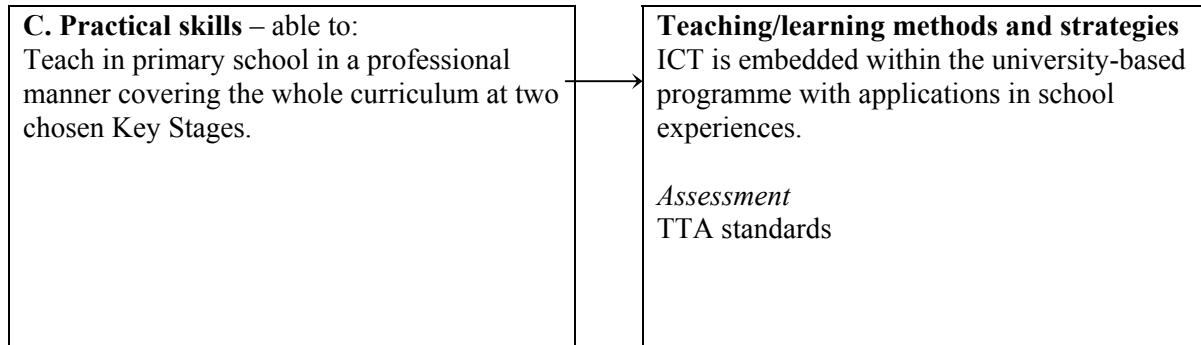 C. Practical skills – able to:
Teach in primary school in a professional
manner covering the whole curriculum at two
chosen Key Stages.
Teaching/learning methods and strategies
ICT is embedded within the university-based
programme with applications in school
experiences.
Assessment
TTA standards